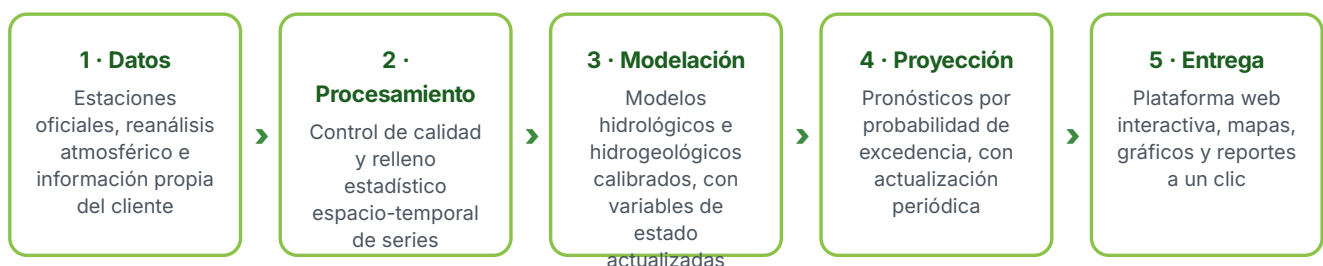 1 · Datos
Estaciones
oficiales, reanálisis
atmosférico e
información propia
del cliente
›
2 ·
Procesamiento
Control de calidad
y relleno
estadístico
espacio-temporal
de series
›
3 · Modelación
Modelos
hidrológicos e
hidrogeológicos
calibrados, con
variables de
estado
actualizadas
›
4 · Proyección
Pronósticos por
probabilidad de
excedencia, con
actualización
periódica
›
5 · Entrega
Plataforma web
interactiva, mapas,
gráficos y reportes
a un clic